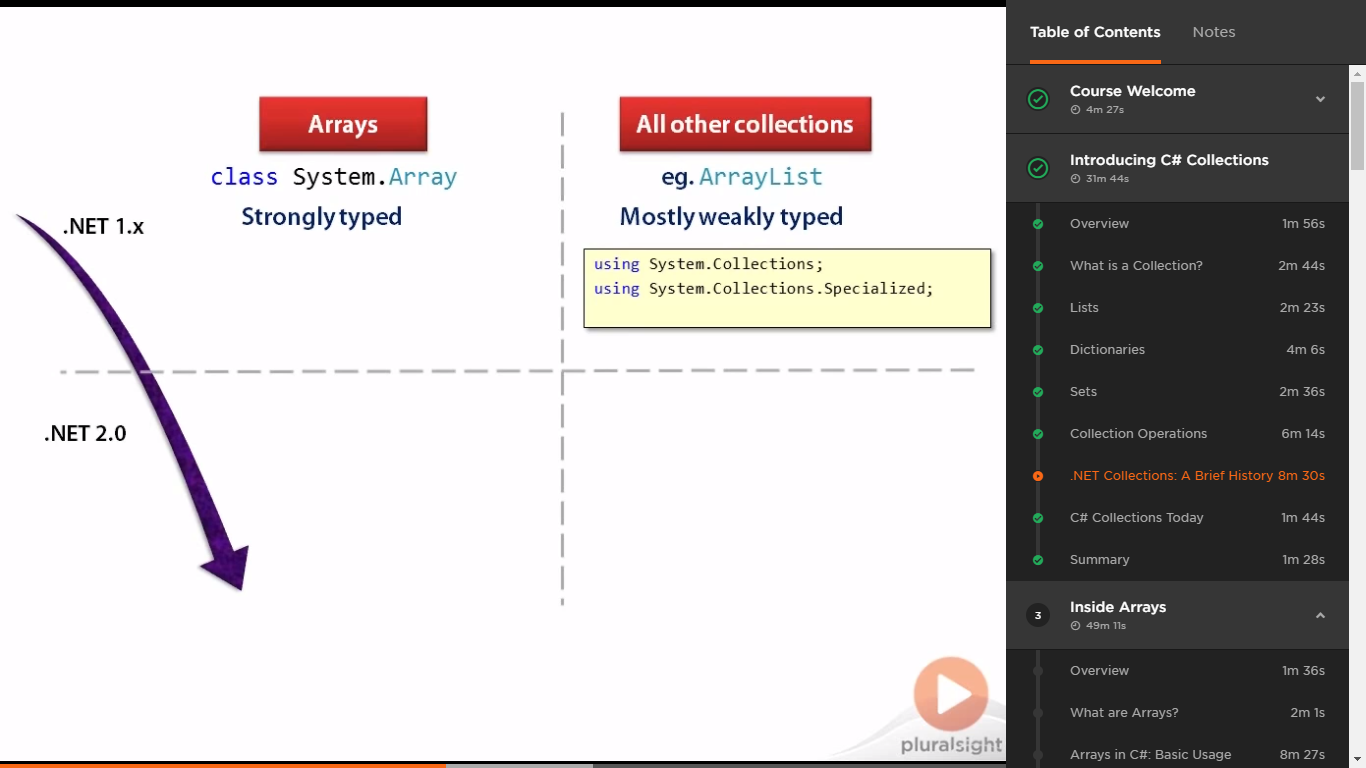 Arrays
All other collections
class System.Array
eg. ArrayList
Strongly typed
Mostly weakly typed
.NET 1.x
using System.Collections;
using System.Collections.Specialized;
.NET 2.0
pluralsight
Table of Contents
Notes
Course Welcome
4m 27s
Introducing C# Collections
31m 44s
Overview 1m 56s
What is a Collection? 2m 44s
Lists 2m 23s
Dictionaries 4m 6s
Sets 2m 36s
Collection Operations 6m 14s
.NET Collections: A Brief History 8m 30s
C# Collections Today 1m 44s
Summary 1m 28s
3
Inside Arrays
49m 11s
Overview 1m 36s
What are Arrays? 2m 1s
Arrays in C#: Basic Usage 8m 27s